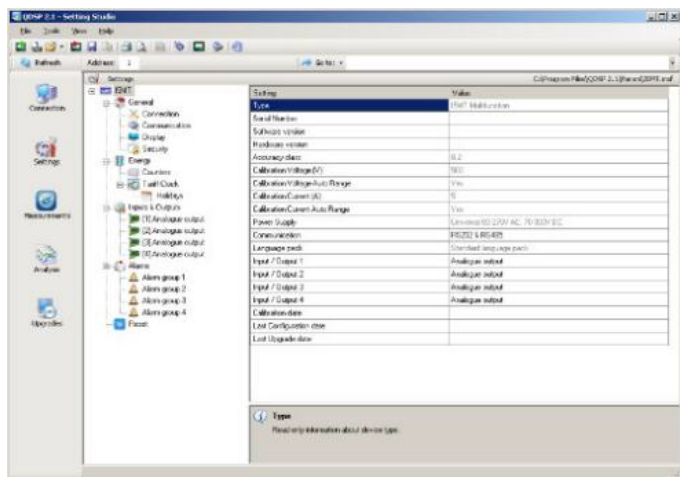 QDSP 2.1 - Setting Studio
File Tools View Help
Refresh Address: 1 Go to:
Settings
Connection
Settings
Measurements
Analysis
Upgrades
General
Connection
Communication
Display
Security
Energy
Counters
Tariff Clock
Holidays
Inputs & Outputs
[1] Analogue output
[2] Analogue output
[3] Analogue output
[4] Analogue output
Alarms
Alarm group 1
Alarm group 2
Alarm group 3
Alarm group 4
Reset
Setting Value
Type
Serial Number
Software version
Hardware version
Accuracy class 0.2
Calibration Voltage (V)
Calibration Voltage Auto Range Yes
Calibration Current (A) 5
Calibration Current Auto Range Yes
Power Supply
Communication RS232 & RS485
Language pack Standard language pack
Input / Output 1 Analogue output
Input / Output 2 Analogue output
Input / Output 3 Analogue output
Input / Output 4 Analogue output
Calibration date
Last Configuration date
Last Upgrade date
Type
Read only information about device type.